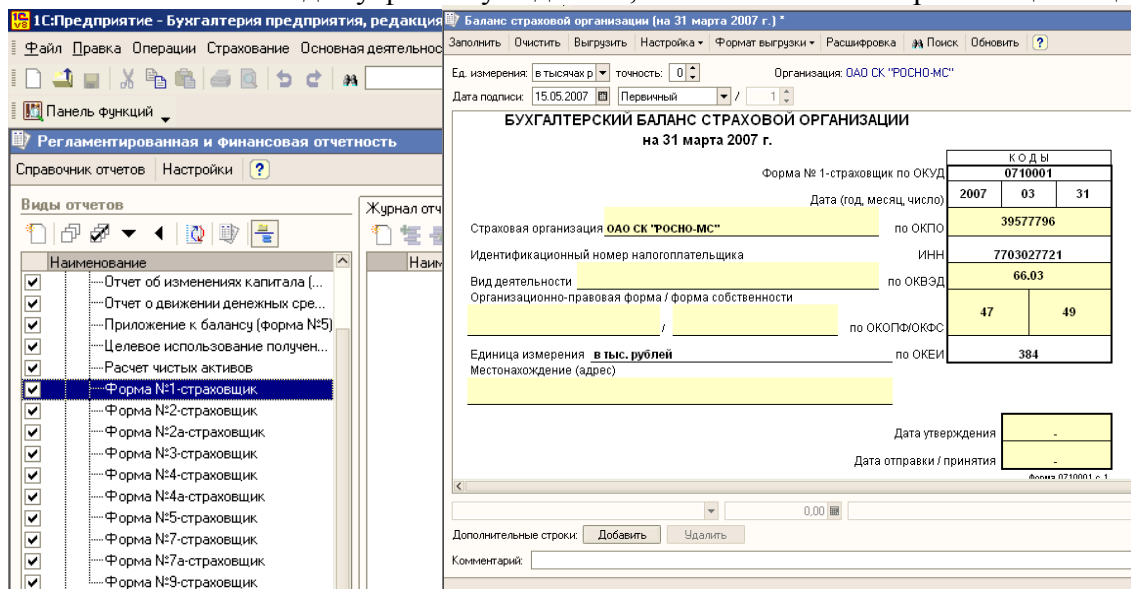 1С:Предприятие - Бухгалтерия предприятия, редакция
Файл Правка Операции Страхование Основная деятельнос
Панель функций
Регламентированная и финансовая отчетность
Справочник отчетов Настройки ?
Виды отчетов
Журнал отч
Наименование
Наим
Отчет об изменениях капитала (...
Отчет о движении денежных сре...
Приложение к балансу (форма №5)
Целевое использование получен...
Расчет чистых активов
Форма №1-страховщик
Форма №2-страховщик
Форма №2а-страховщик
Форма №3-страховщик
Форма №4-страховщик
Форма №4а-страховщик
Форма №5-страховщик
Форма №7-страховщик
Форма №7а-страховщик
Форма №9-страховщик
Баланс страховой организации (на 31 марта 2007 г.) *
Заполнить Очистить Выгрузить Настройка Формат выгрузки Расшифровка Поиск Обновить ?
Ед. измерения: в тысячах р точность: 0 Организация: ОАО СК "РОСНО-МС"
Дата подписи: 15.05.2007 Первичный / 1
БУХГАЛТЕРСКИЙ БАЛАНС СТРАХОВОЙ ОРГАНИЗАЦИИ
на 31 марта 2007 г.
К О Д Ы
Форма № 1-страховщик по ОКУД 0710001
Дата (год, месяц, число) 2007 03 31
Страховая организация ОАО СК "РОСНО-МС" по ОКПО 39577796
Идентификационный номер налогоплательщика ИНН 7703027721
Вид деятельности по ОКВЭД 66.03
Организационно-правовая форма / форма собственности
/ по ОКОПФ/ОКФС 47 49
Единица измерения в тыс. рублей по ОКЕИ 384
Местонахождение (адрес)
Дата утверждения -
Дата отправки / принятия -
Форма 0710001 с.1
0,00
Дополнительные строки: Добавить Удалить
Комментарий: